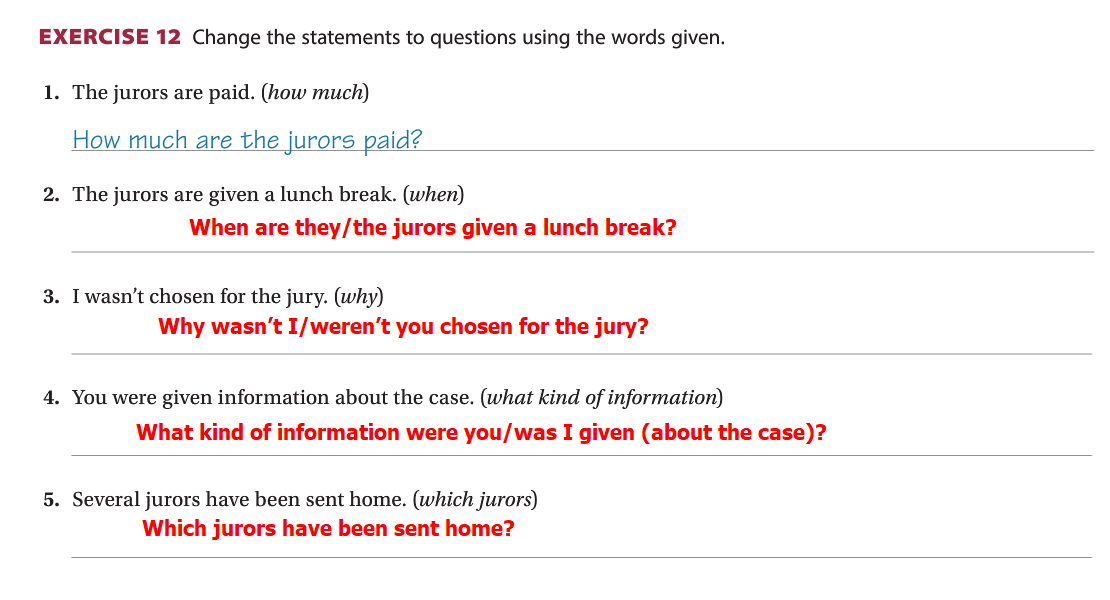 EXERCISE 12 Change the statements to questions using the words given.
1. The jurors are paid. (how much)
How much are the jurors paid?
2. The jurors are given a lunch break. (when)
When are they/the jurors given a lunch break?
3. I wasn’t chosen for the jury. (why)
Why wasn’t I/weren’t you chosen for the jury?
4. You were given information about the case. (what kind of information)
What kind of information were you/was I given (about the case)?
5. Several jurors have been sent home. (which jurors)
Which jurors have been sent home?